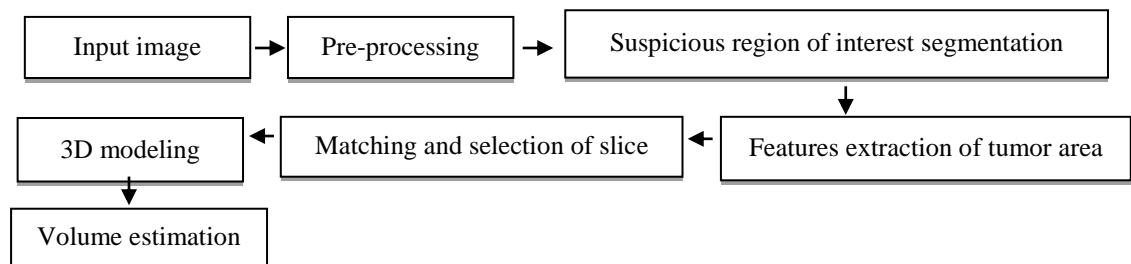 Input image
Pre-processing
Suspicious region of interest segmentation
Features extraction of tumor area
Matching and selection of slice
3D modeling
Volume estimation